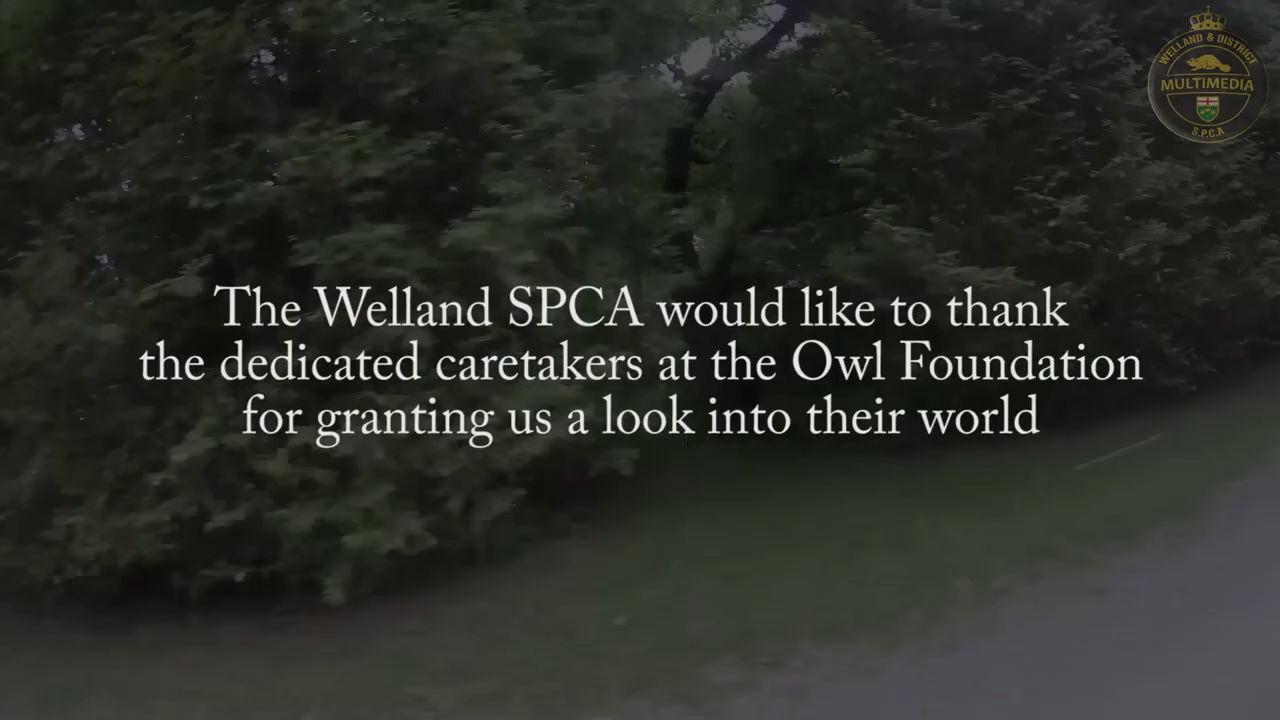 WELLAND & DISTRICT
MULTIMEDIA
S.P.C.A
The Welland SPCA would like to thank
the dedicated caretakers at the Owl Foundation
for granting us a look into their world